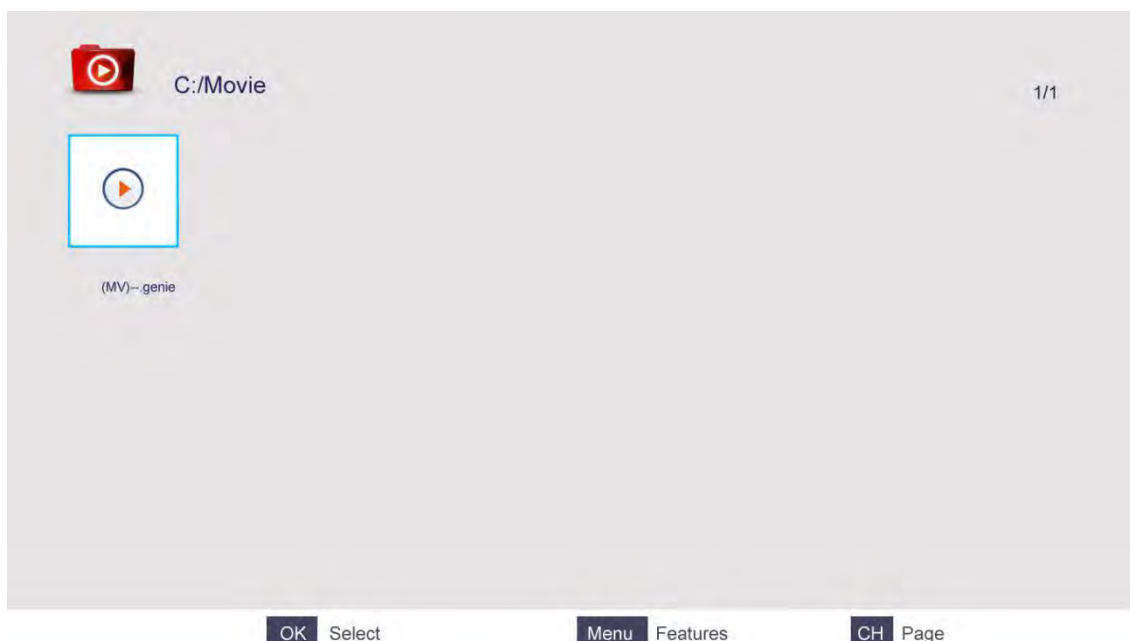 C:/Movie
1/1
(MV)--.genie
OK Select
Menu Features
CH Page